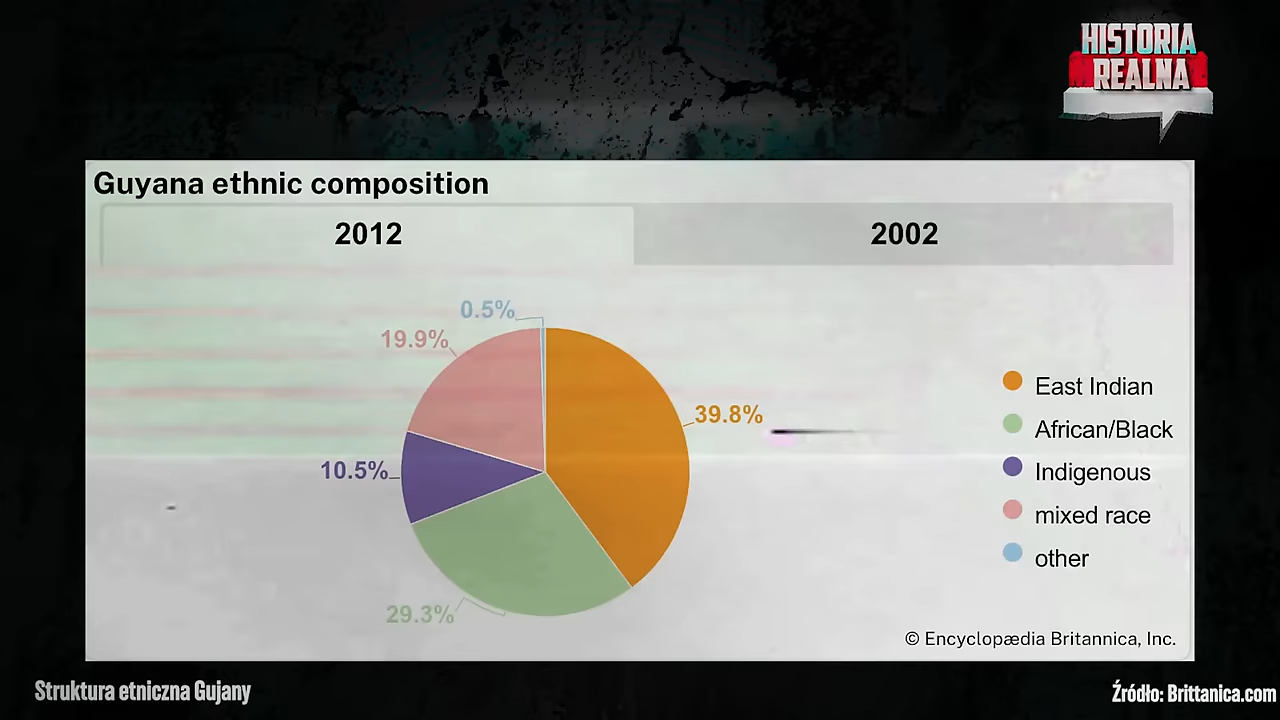 HISTORIA
REALNA
Guyana ethnic composition
2012
2002
0.5%
19.9%
39.8%
10.5%
29.3%
East Indian
African/Black
Indigenous
mixed race
other
© Encyclopædia Britannica, Inc.
Struktura etniczna Gujany
Źródło: Brittanica.com